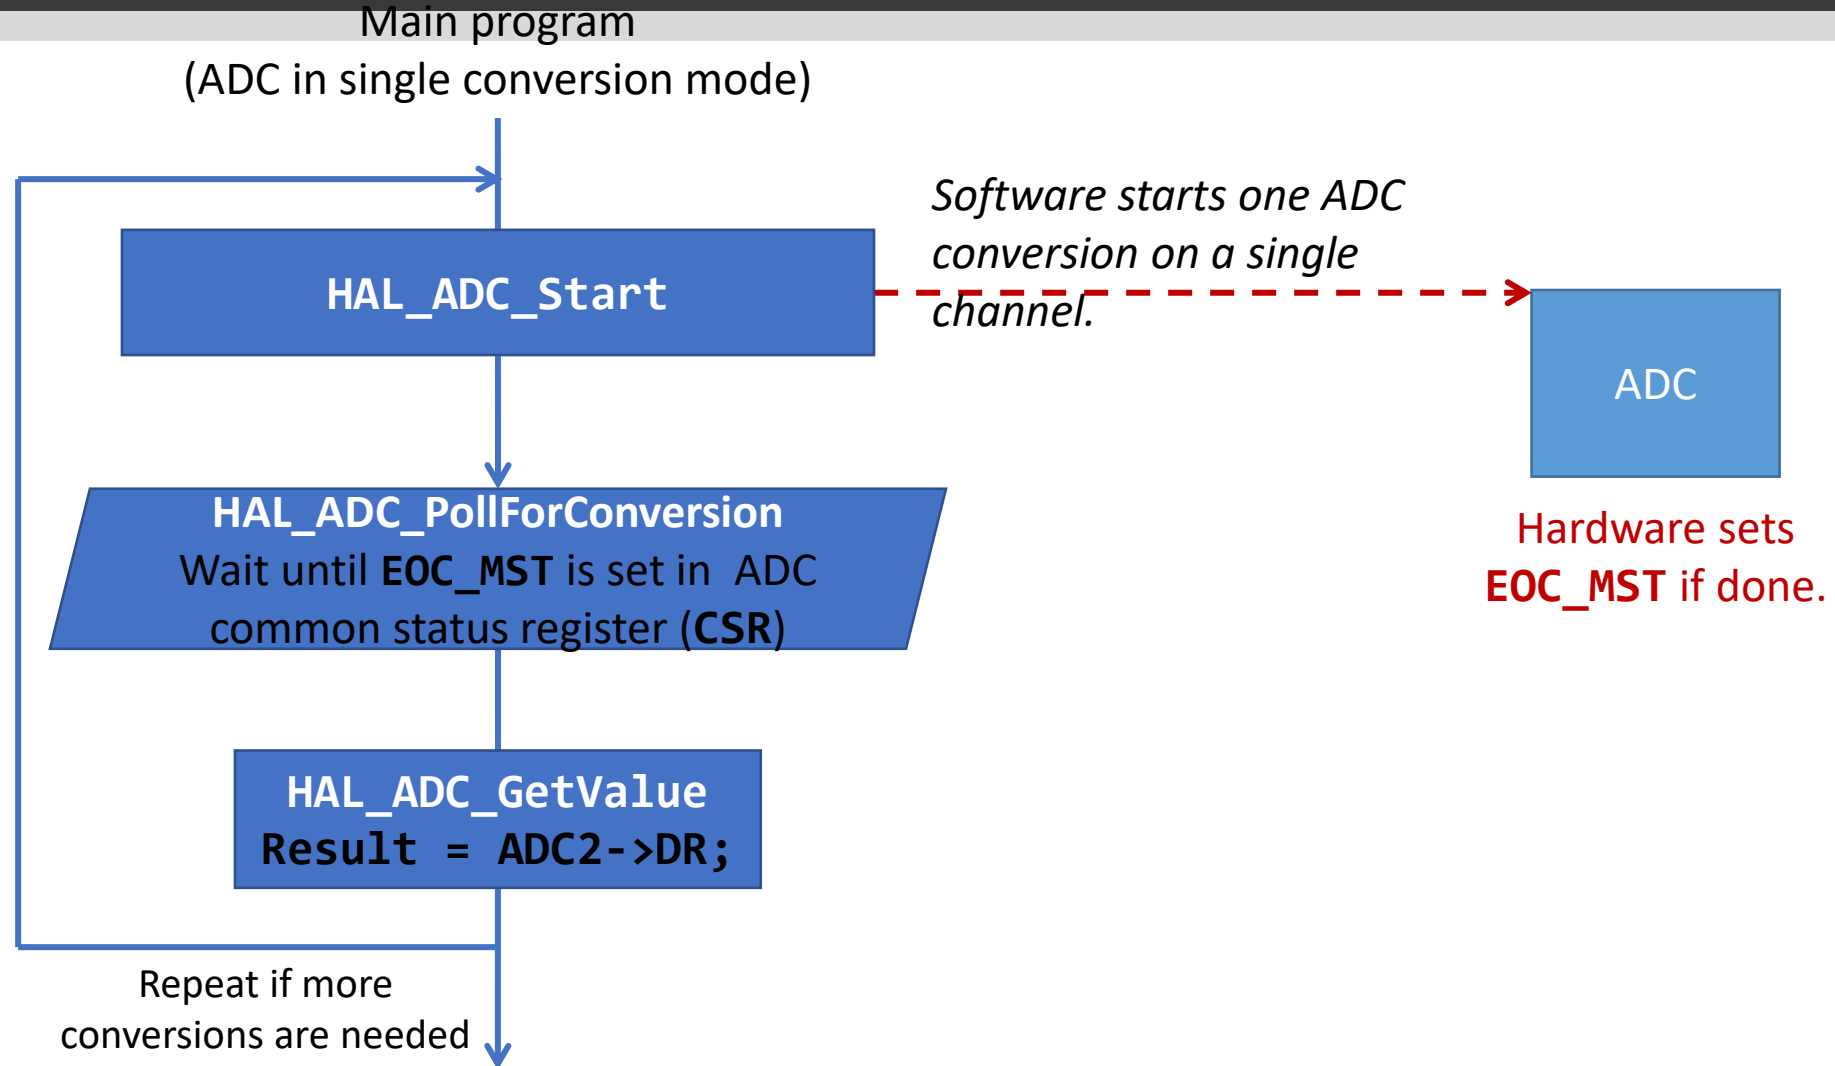 Main program
(ADC in single conversion mode)
Software starts one ADC
conversion on a single
channel.
HAL_ADC_Start
ADC
HAL_ADC_PollForConversion
Wait until EOC_MST is set in ADC
common status register (CSR)
Hardware sets
EOC_MST if done.
HAL_ADC_GetValue
Result = ADC2->DR;
Repeat if more
conversions are needed